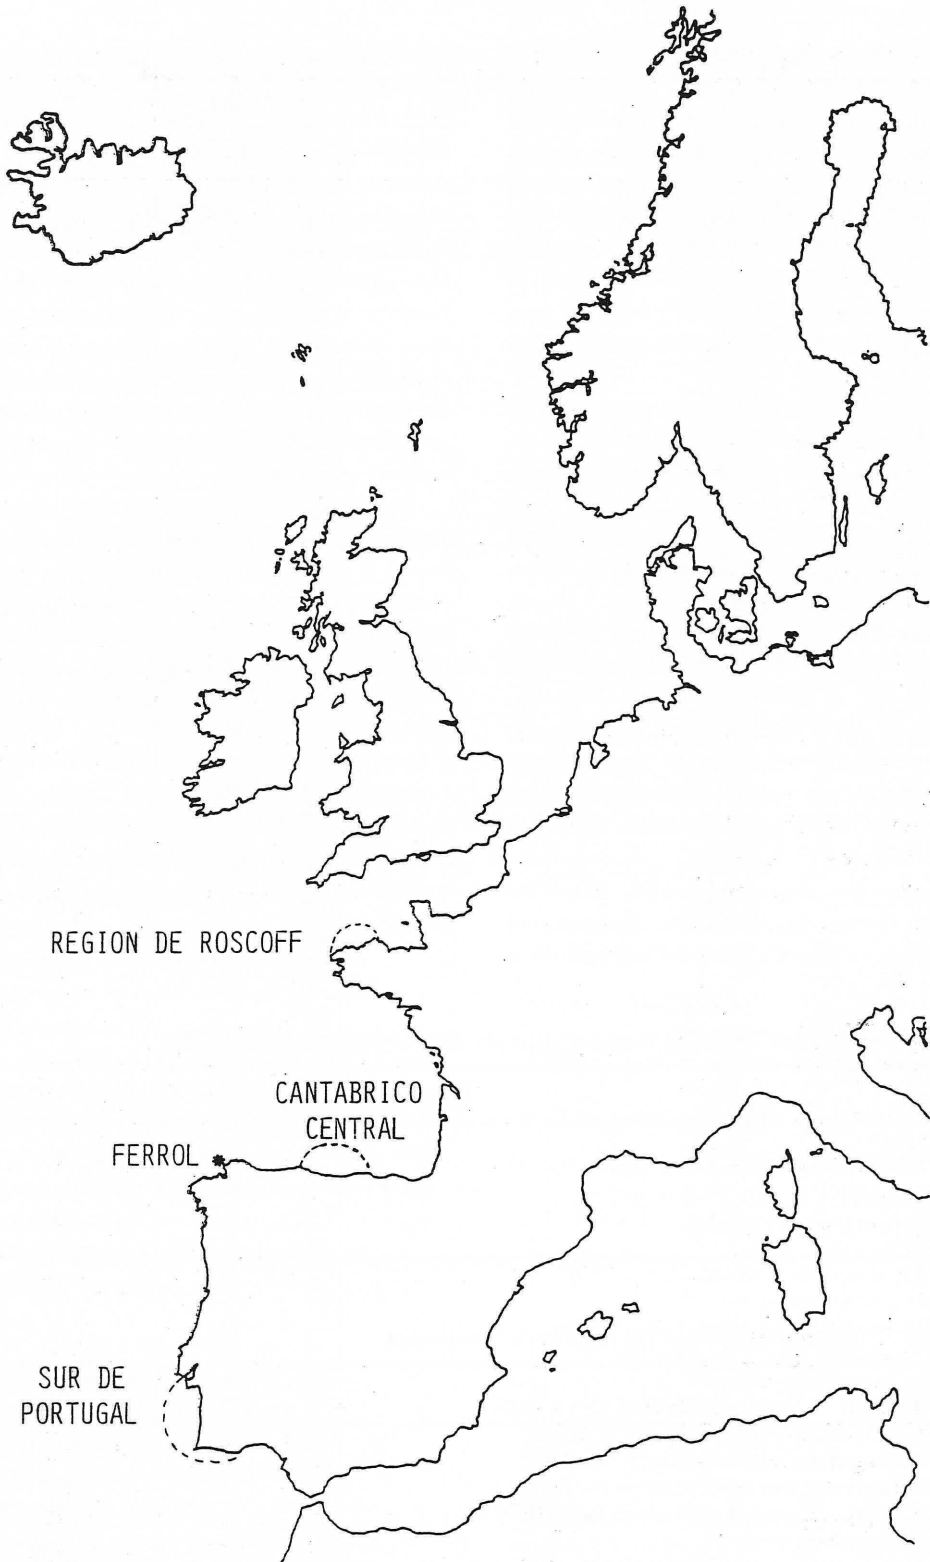 REGION DE ROSCOFF
CANTABRICO
CENTRAL
FERROL *
SUR DE
PORTUGAL